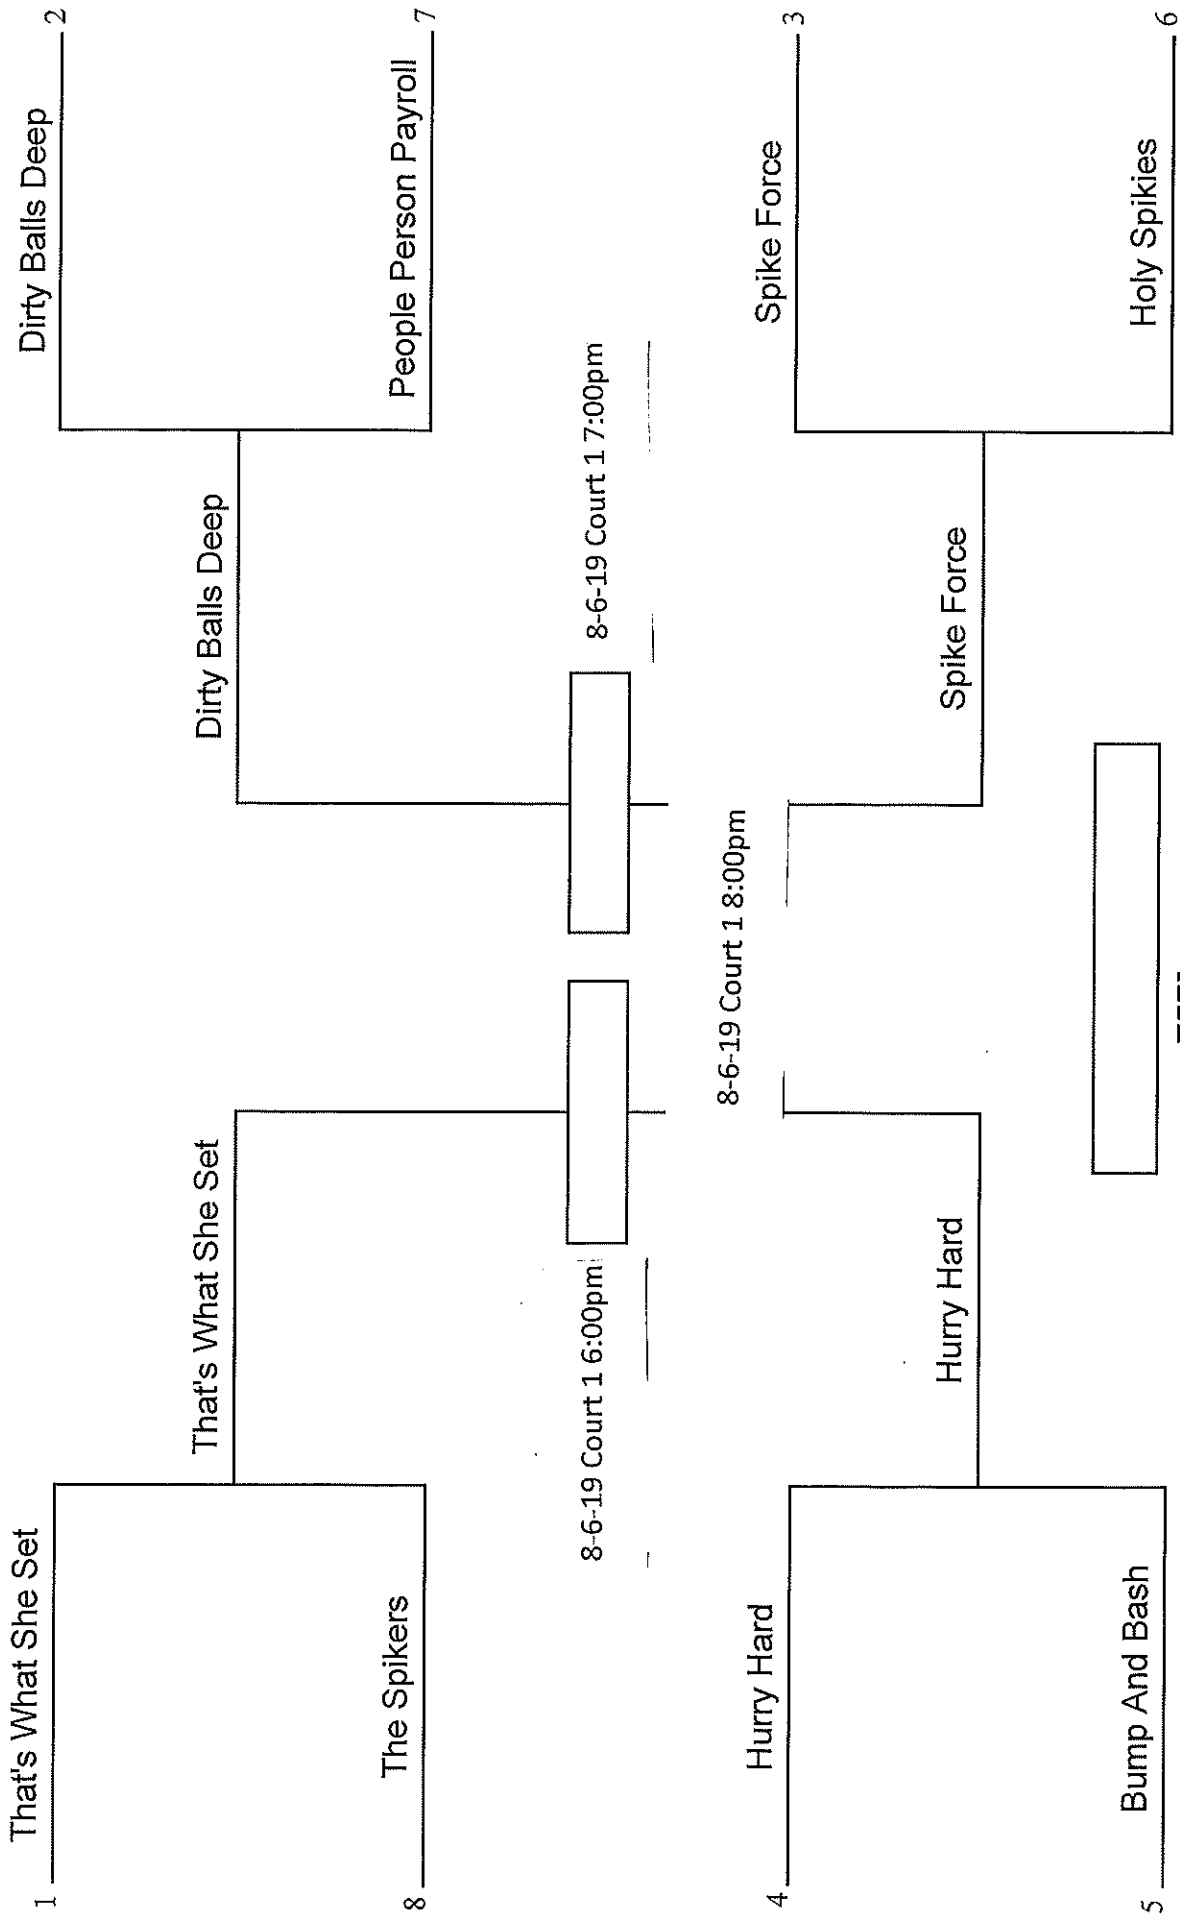 1 That's What She Set
That's What She Set
8 The Spikers
8-6-19 Court 1 6:00pm
4 Hurry Hard
Hurry Hard
5 Bump And Bash
8-6-19 Court 1 8:00pm
Dirty Balls Deep 2
Dirty Balls Deep
People Person Payroll 7
8-6-19 Court 1 7:00pm
Spike Force 3
Spike Force
Holy Spikies 6